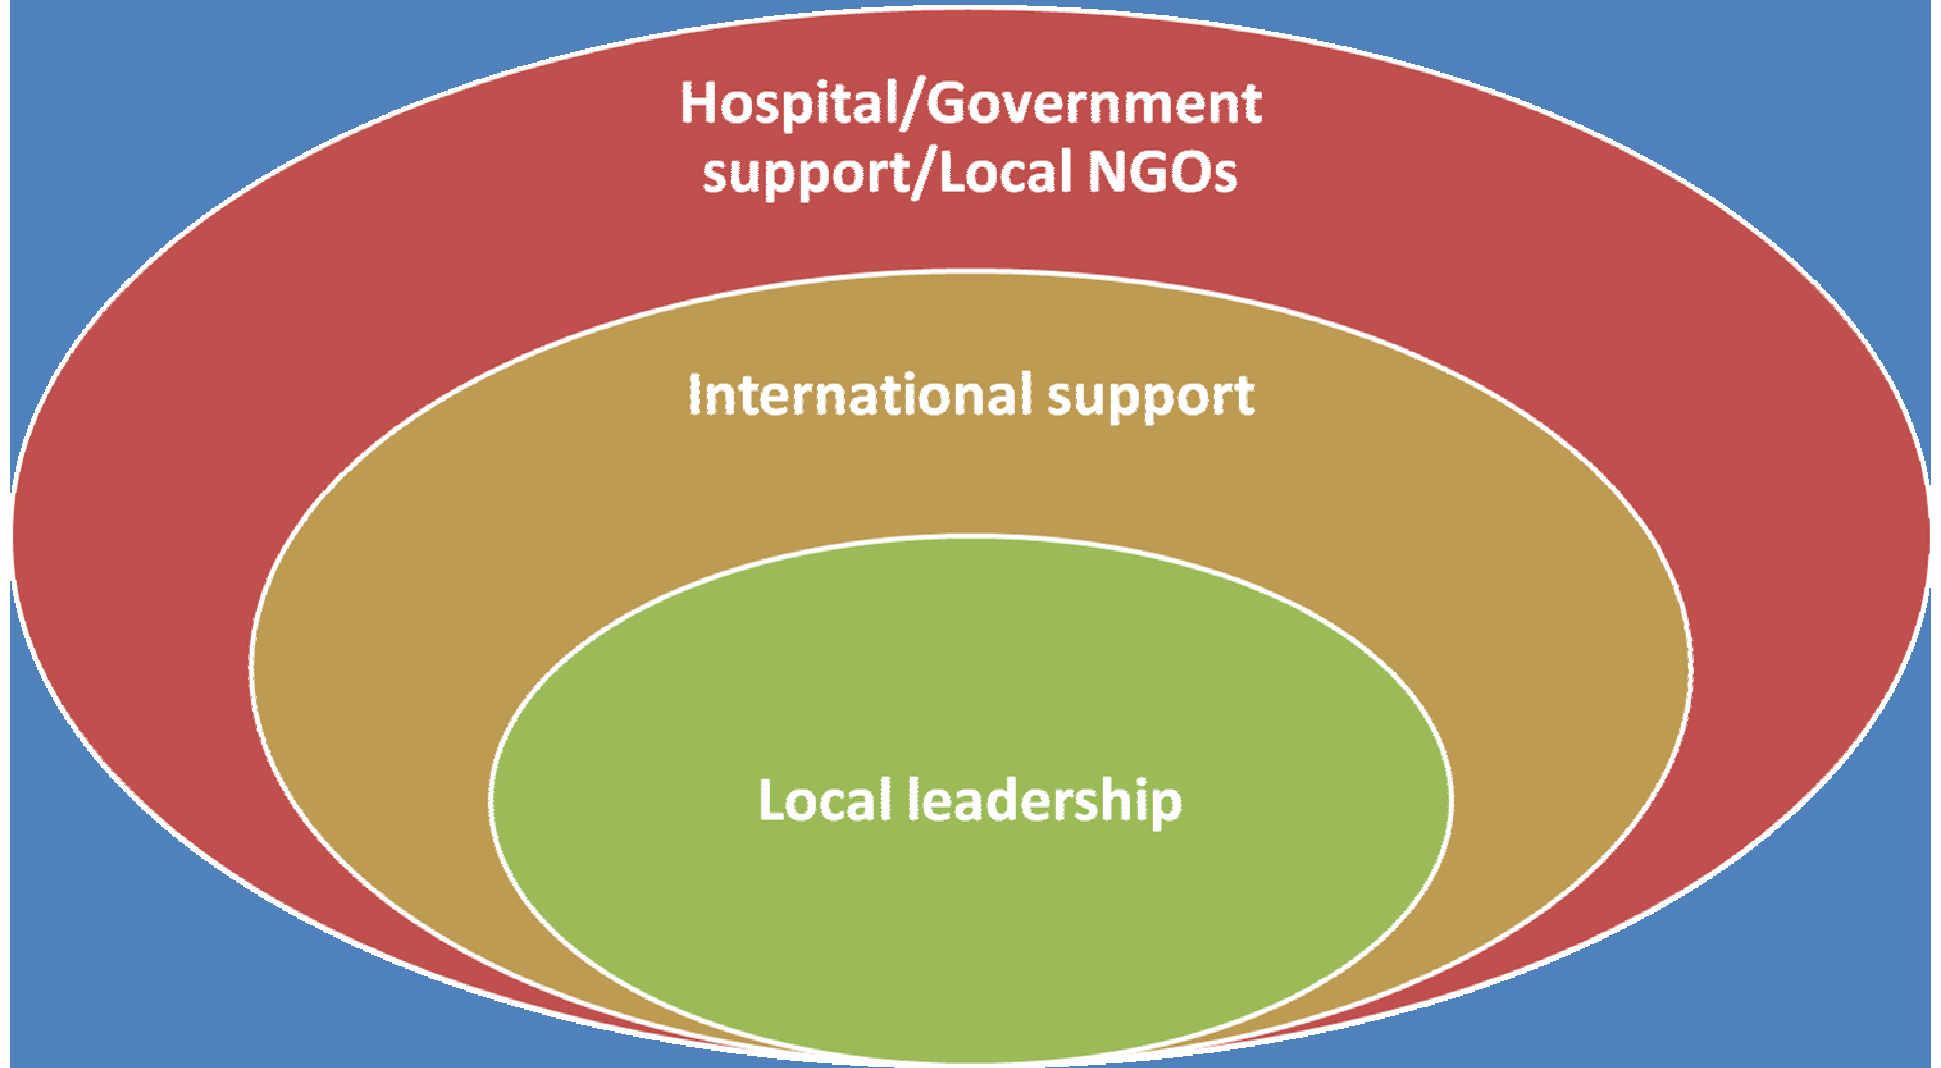 Hospital/Government
support/Local NGOs
International support
Local leadership